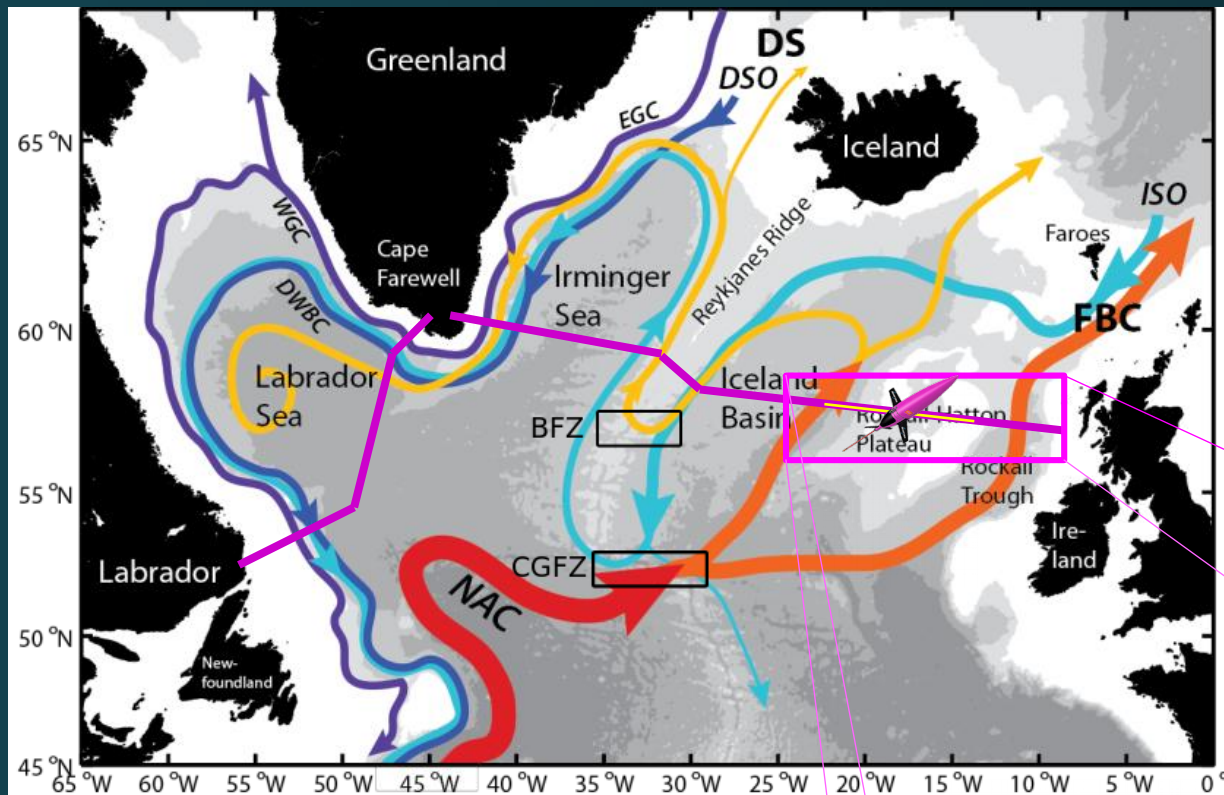 DS
Greenland
DSO
EGC
65 °N
Iceland
ISO
WGC
Reykjanes Ridge
Faroes
Cape
Farewell
Irminger
Sea
DWBC
60 °N
FBC
Labrador
Sea
Iceland
Basin
BFZ
Rockall Hatton
Plateau
Rockall
Trough
55 °N
Ire-
land
CGFZ
Labrador
NAC
50 °N
New-
foundland
45 °N
65 °W 60 °W 55 °W 50 °W 45 °W 40 °W 35 °W 30 °W 25 °W 20 °W 15 °W 10 °W 5 °W 0 °